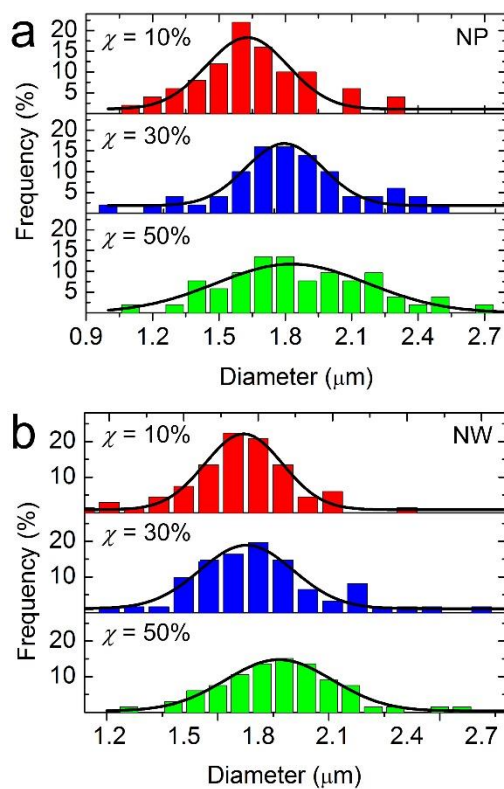 a
χ = 10%
NP
20
15
10
5
χ = 30%
20
15
10
5
χ = 50%
20
15
10
5
Frequency (%)
0.9 1.2 1.5 1.8 2.1 2.4 2.7
Diameter (μm)
b
χ = 10%
NW
20
10
χ = 30%
20
10
χ = 50%
20
10
Frequency (%)
1.2 1.5 1.8 2.1 2.4 2.7
Diameter (μm)